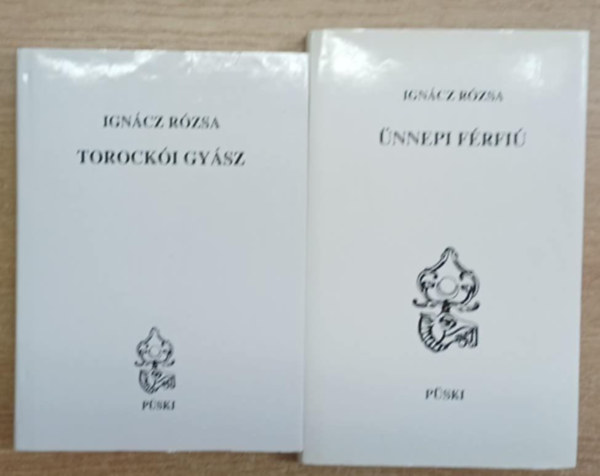 IGNÁCZ RÓZSA
TOROCKÓI GYÁSZ
PÜSKI
IGNÁCZ RÓZSA
ÜNNEPI FÉRFIÚ
PÜSKI